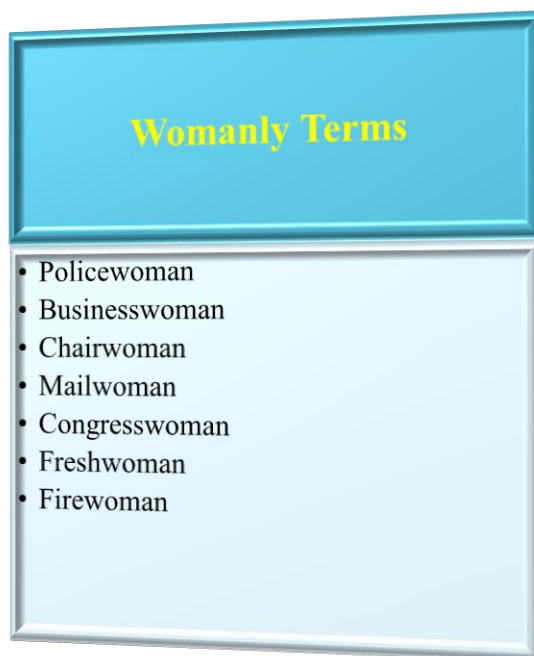 Womanly Terms
• Policewoman
• Businesswoman
• Chairwoman
• Mailwoman
• Congresswoman
• Freshwoman
• Firewoman